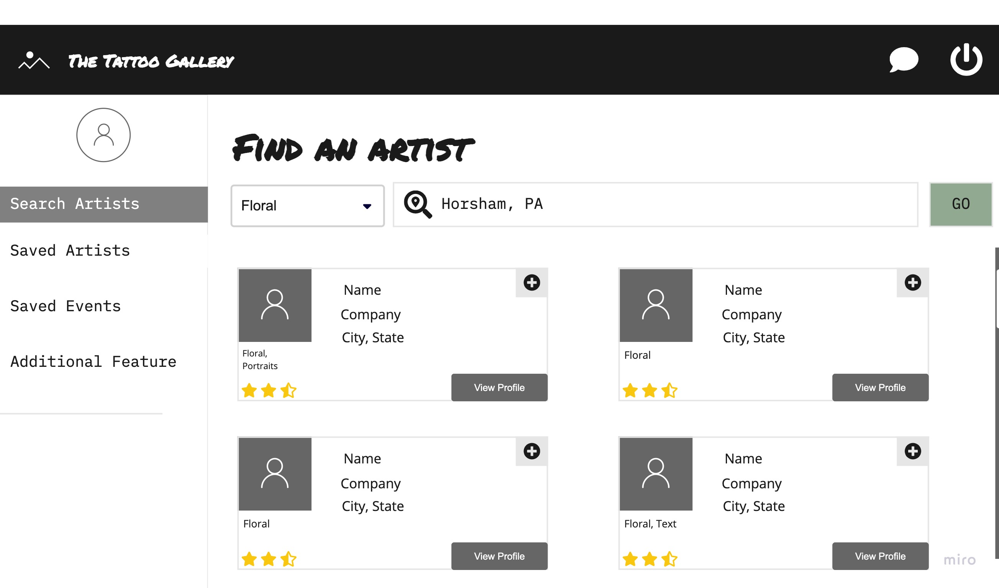 The Tattoo Gallery
Find an artist
Search Artists
Saved Artists
Saved Events
Additional Feature
Floral
Horsham, PA
GO
Name
Company
City, State
Floral,
Portraits
View Profile
Name
Company
City, State
Floral
View Profile
Name
Company
City, State
Floral
View Profile
Name
Company
City, State
Floral, Text
View Profile
miro